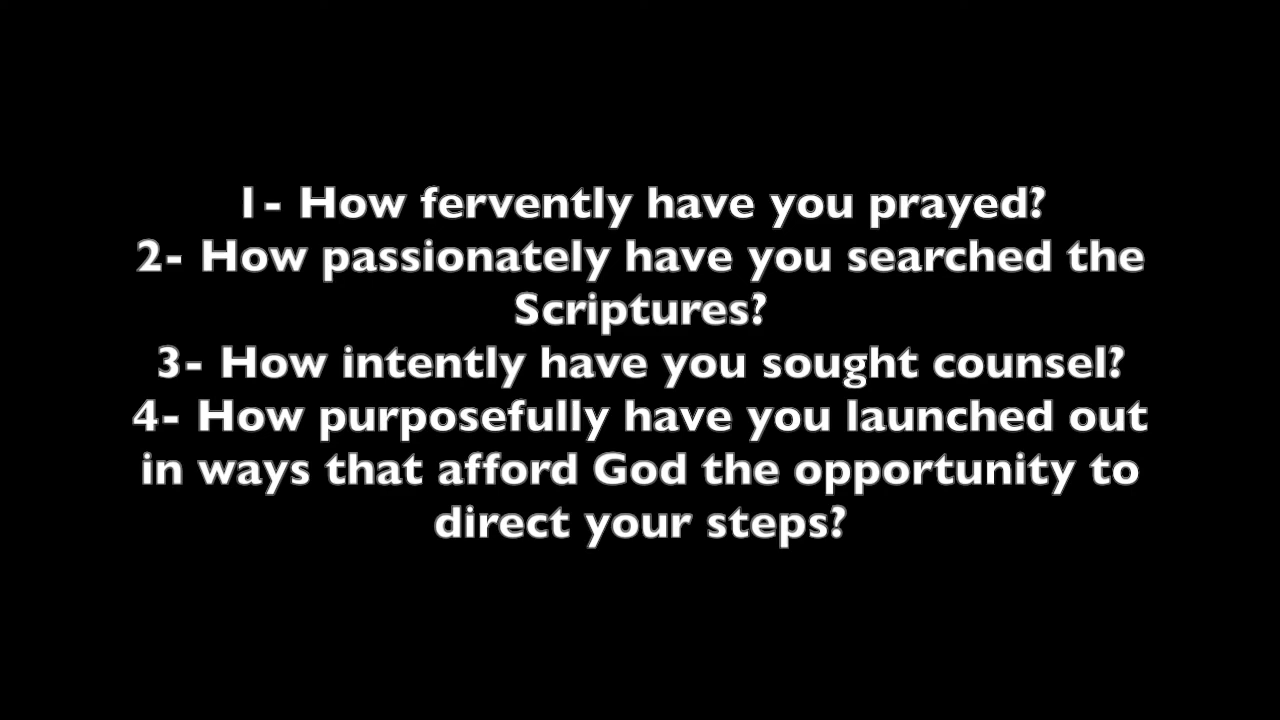 1- How fervently have you prayed?
2- How passionately have you searched the
Scriptures?
3- How intently have you sought counsel?
4- How purposefully have you launched out
in ways that afford God the opportunity to
direct your steps?